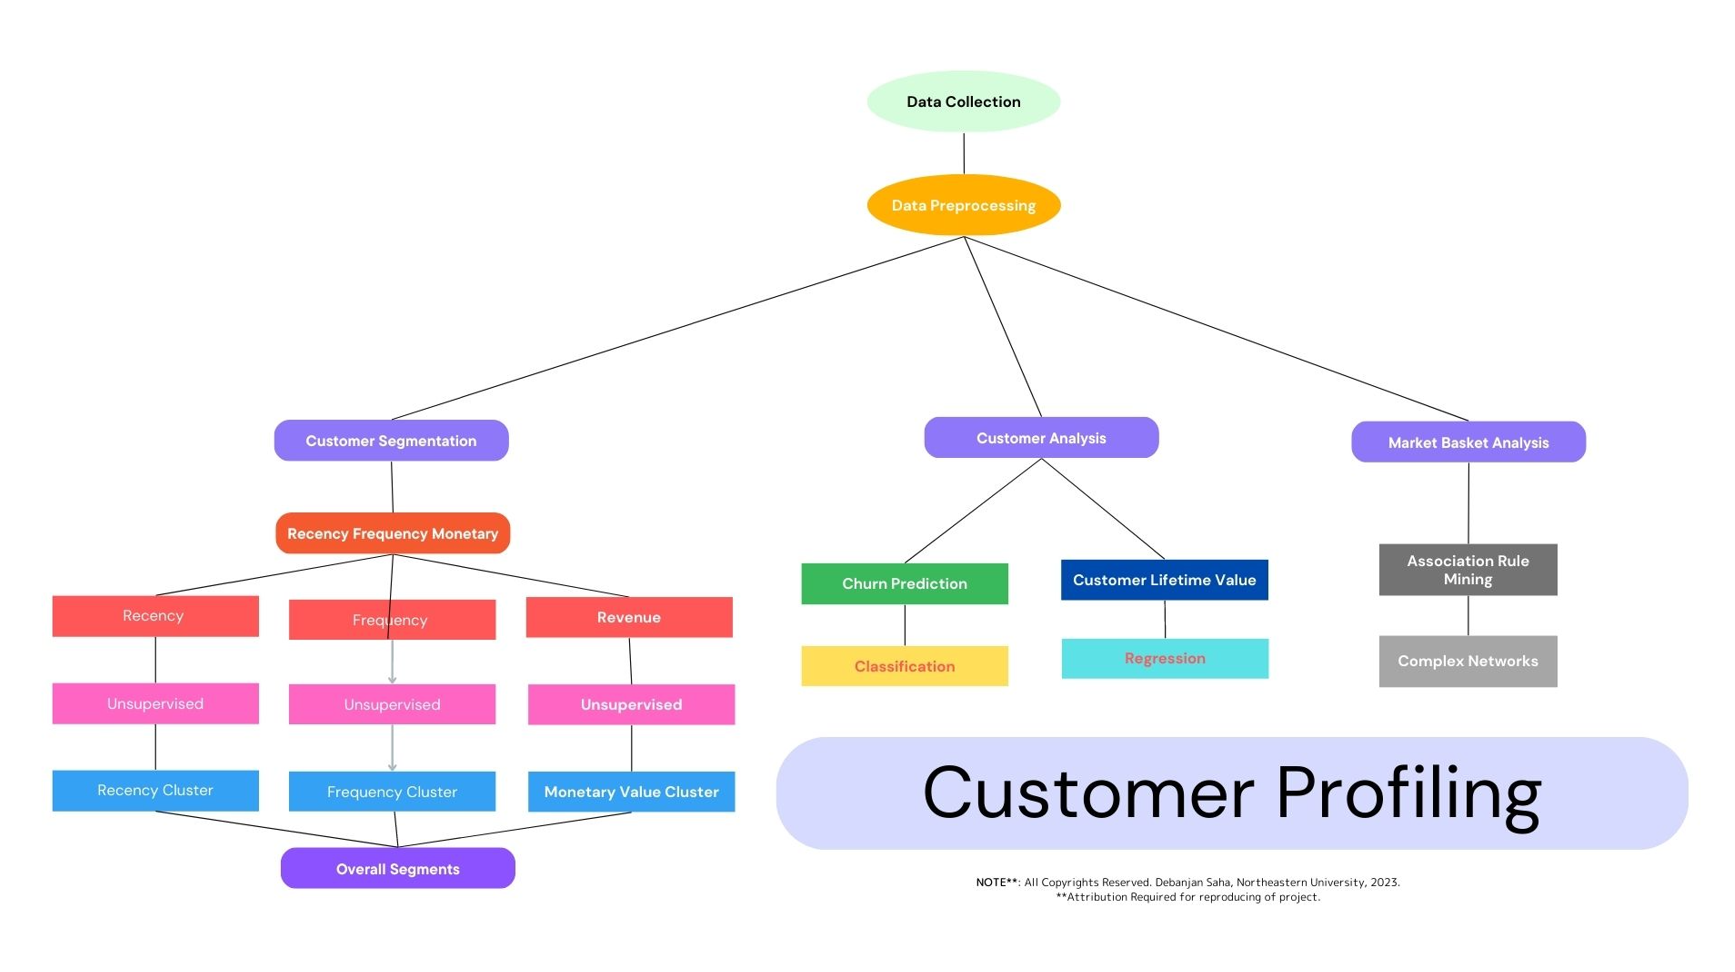 Data Collection
Data Preprocessing
Customer Segmentation
Customer Analysis
Market Basket Analysis
Recency Frequency Monetary
Churn Prediction
Customer Lifetime Value
Association Rule
Mining
Recency
Frequency
Revenue
Classification
Regression
Complex Networks
Unsupervised
Unsupervised
Unsupervised
Recency Cluster
Frequency Cluster
Monetary Value Cluster
Overall Segments
Customer Profiling
NOTE**: All Copyrights Reserved. Debanjan Saha, Northeastern University, 2023.
**Attribution Required for reproducing of project.